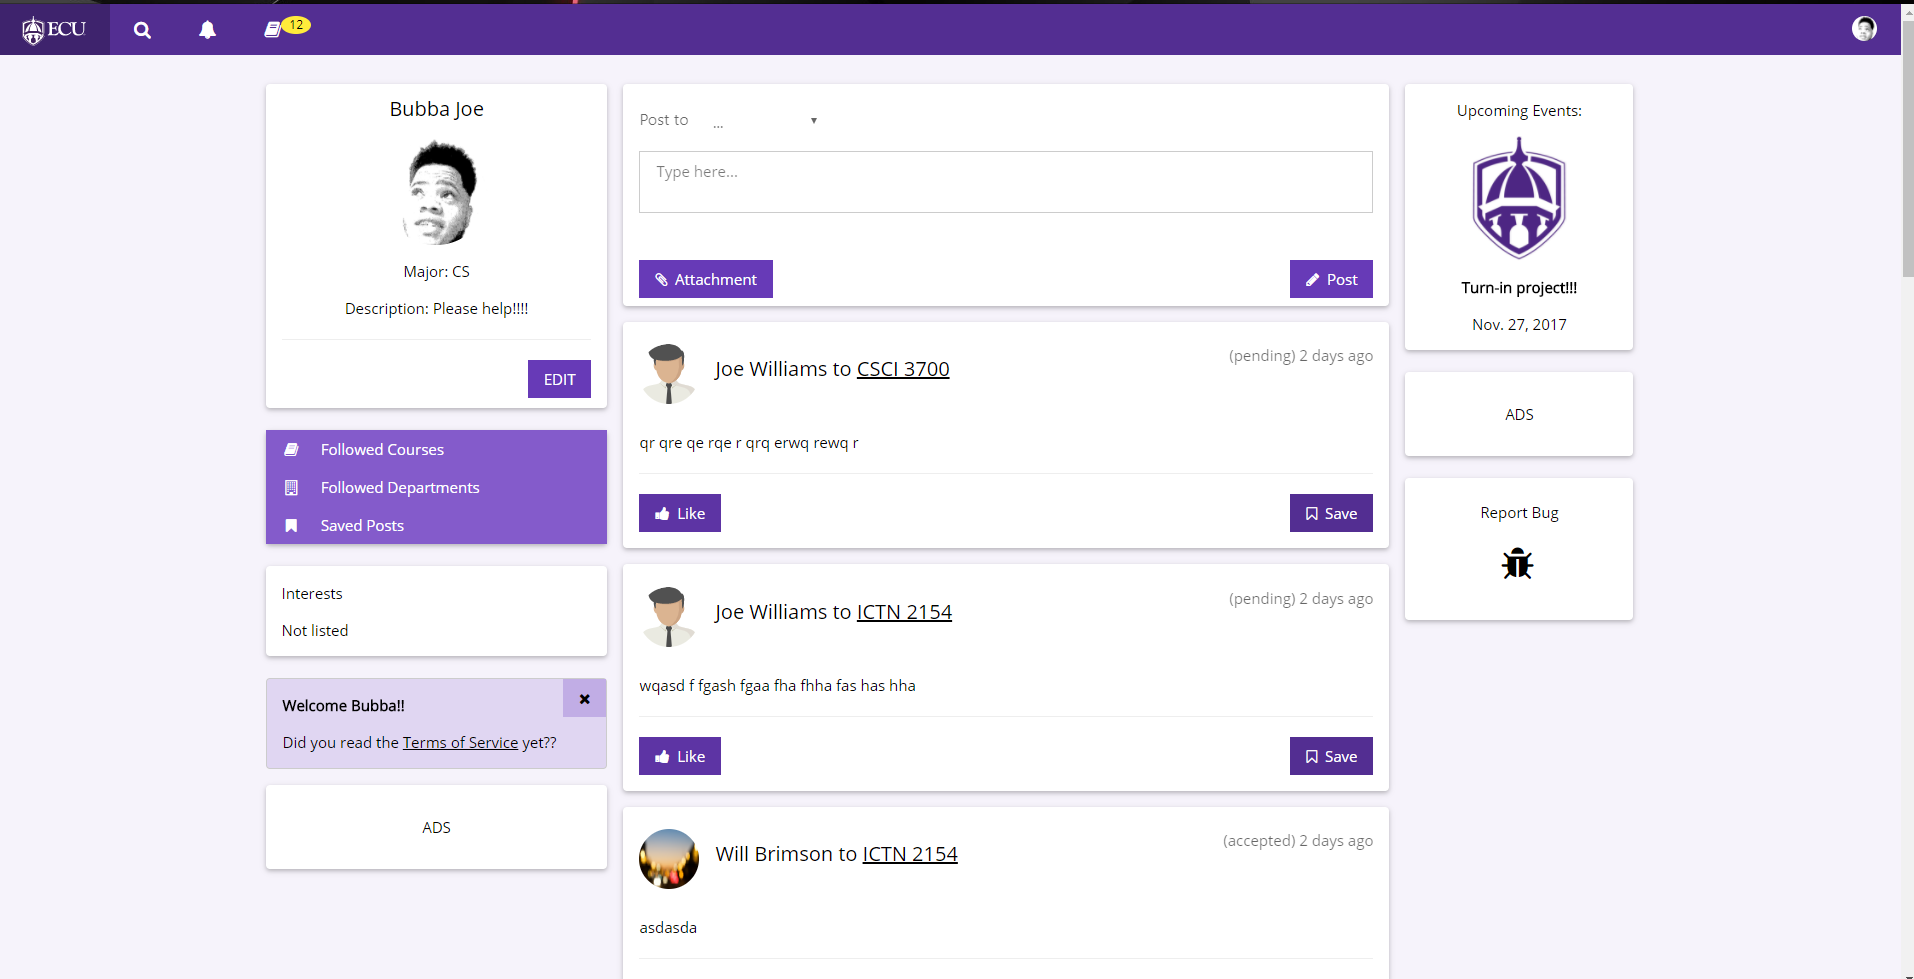 ECU
12
Bubba Joe
Major: CS
Description: Please help!!!!
EDIT
Followed Courses
Followed Departments
Saved Posts
Interests
Not listed
Welcome Bubba!!
Did you read the Terms of Service yet??
ADS
Post to ...
Type here...
Attachment
Post
Joe Williams to CSCI 3700
(pending) 2 days ago
qr qre qe rqe r qrq erwq rewq r
Like
Save
Joe Williams to ICTN 2154
(pending) 2 days ago
wqasd f fgash fgaa fha fhha fas has hha
Like
Save
Will Brimson to ICTN 2154
(accepted) 2 days ago
asdasda
Upcoming Events:
Turn-in project!!!
Nov. 27, 2017
ADS
Report Bug